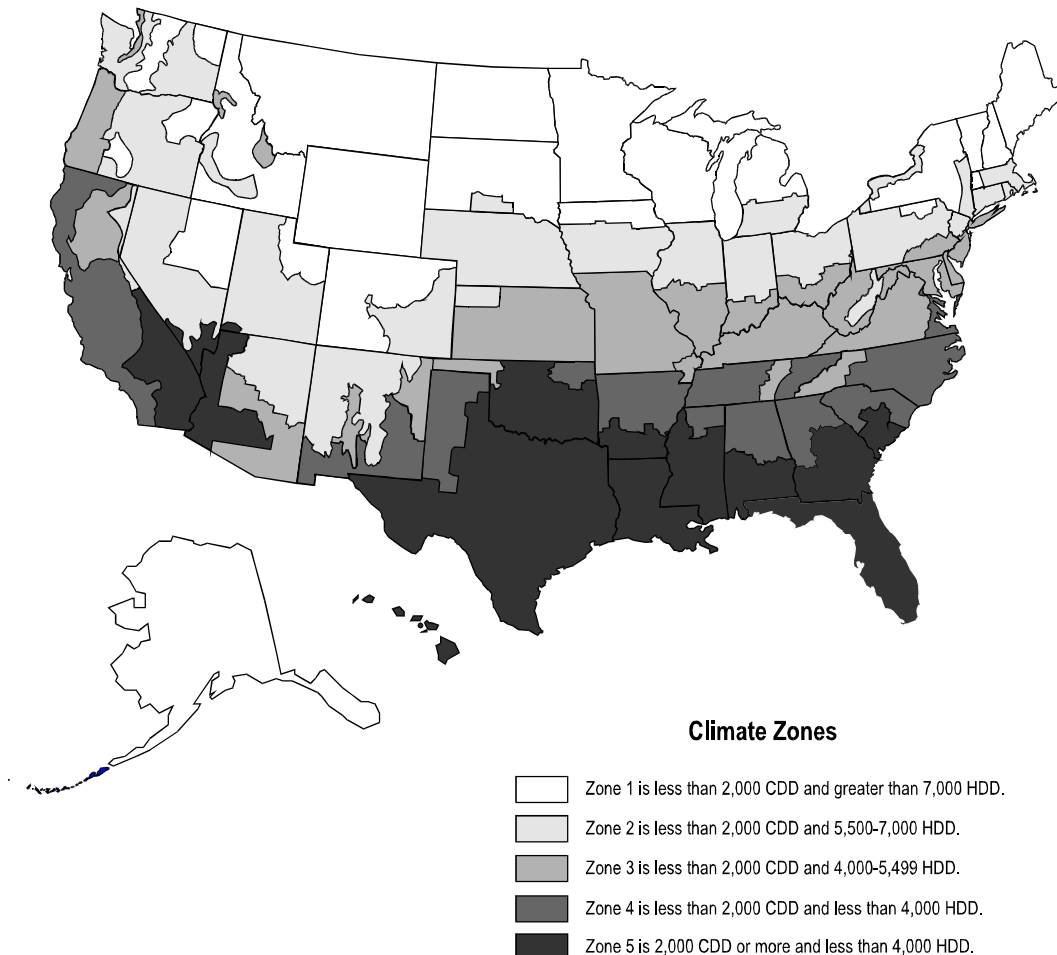 Climate Zones
Zone 1 is less than 2,000 CDD and greater than 7,000 HDD.
Zone 2 is less than 2,000 CDD and 5,500-7,000 HDD.
Zone 3 is less than 2,000 CDD and 4,000-5,499 HDD.
Zone 4 is less than 2,000 CDD and less than 4,000 HDD.
Zone 5 is 2,000 CDD or more and less than 4,000 HDD.